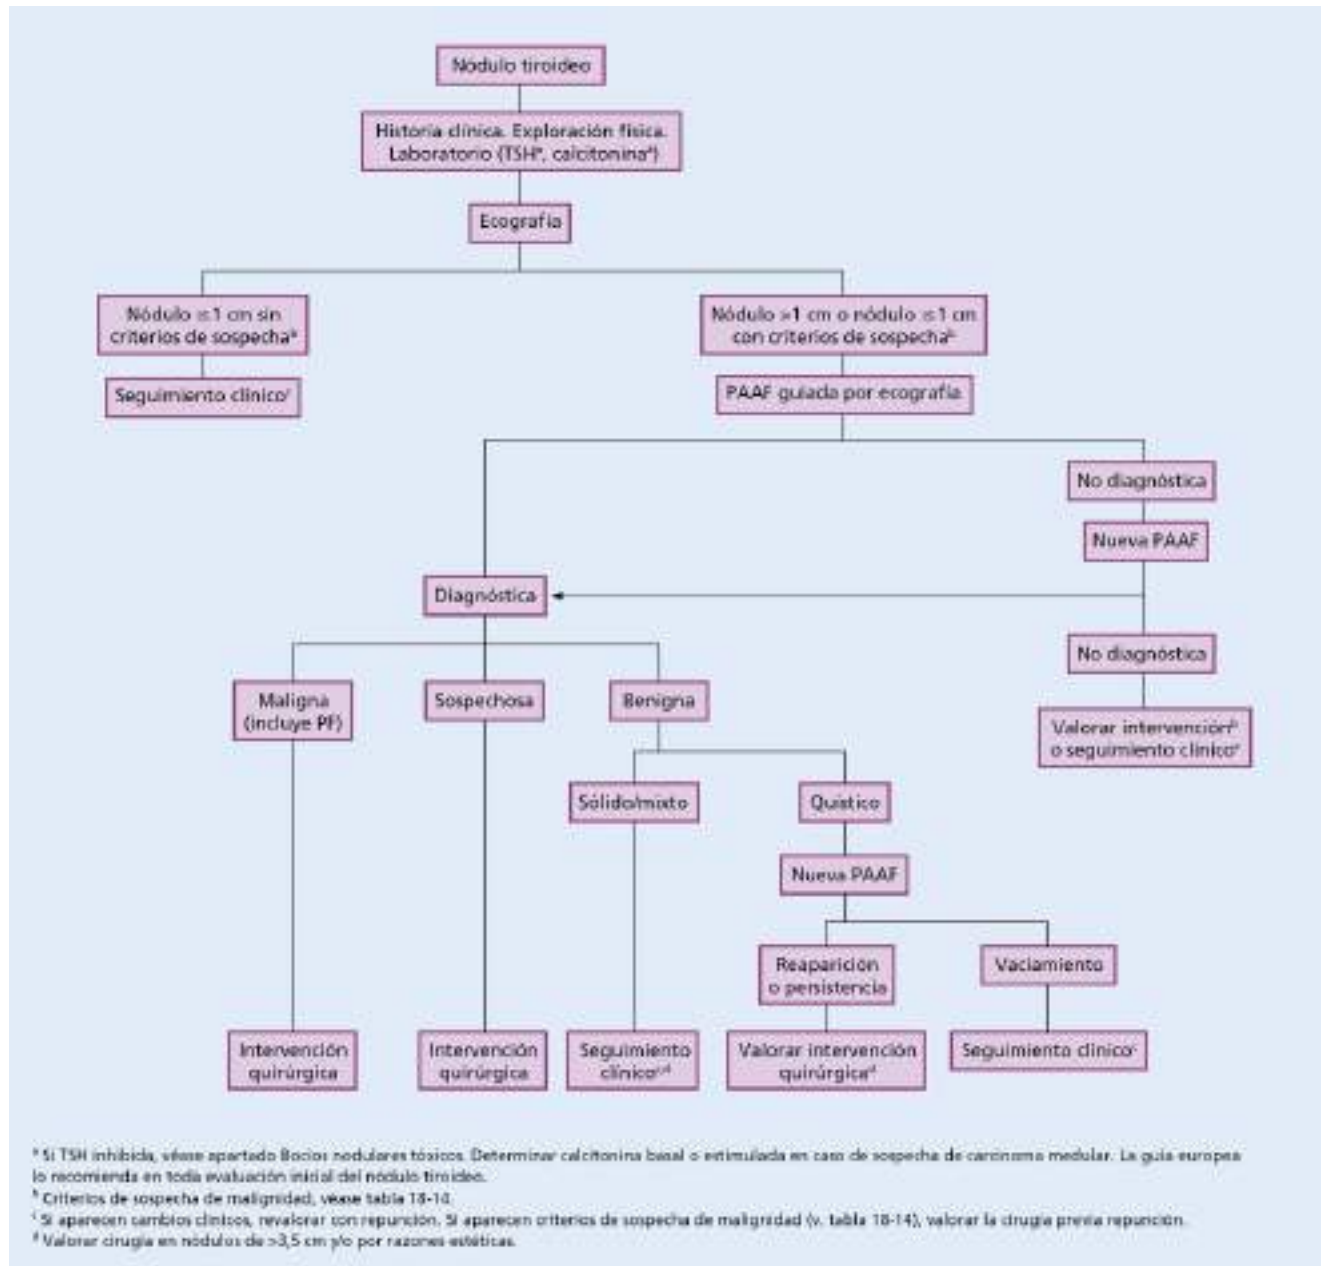 Nódulo tiroideo
Historia clínica. Exploración física.
Laboratorio (TSHª, calcitoninaª)
Ecografía
Nódulo ≤1 cm sin
criterios de sospechaᵇ
Seguimiento clínicoᶜ
Nódulo >1 cm o nódulo ≤1 cm
con criterios de sospechaᵇ
PAAF guiada por ecografía
No diagnóstica
Nueva PAAF
Diagnóstica
No diagnóstica
Valorar intervenciónᵇ
o seguimiento clínicoᶜ
Maligna
(incluye PF)
Sospechosa
Benigna
Sólido/mixto
Quístico
Nueva PAAF
Reaparición
o persistencia
Vaciamiento
Intervención
quirúrgica
Intervención
quirúrgica
Seguimiento
clínicoᶜ,ᵈ
Valorar intervención
quirúrgicaᵈ
Seguimiento clínicoᶜ
ª Si TSH inhibida, véase apartado Bocios nodulares tóxicos. Determinar calcitonina basal o estimulada en caso de sospecha de carcinoma medular. La guía europea
lo recomienda en toda evaluación inicial del nódulo tiroideo.
ᵇ Criterios de sospecha de malignidad, véase tabla 18-14.
ᶜ Si aparecen cambios clínicos, revalorar con repunción. Si aparecen criterios de sospecha de malignidad (v. tabla 18-14), valorar la cirugía previa repunción.
ᵈ Valorar cirugía en nódulos de >3,5 cm y/o por razones estéticas.